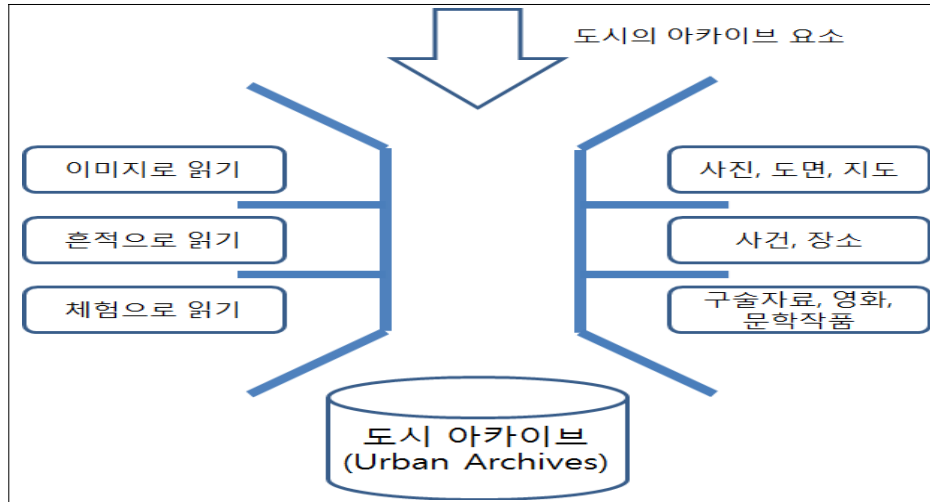 도시의 아카이브 요소
이미지로 읽기
사진, 도면, 지도
흔적으로 읽기
사건, 장소
체험으로 읽기
구술자료, 영화,
문학작품
도시 아카이브
(Urban Archives)